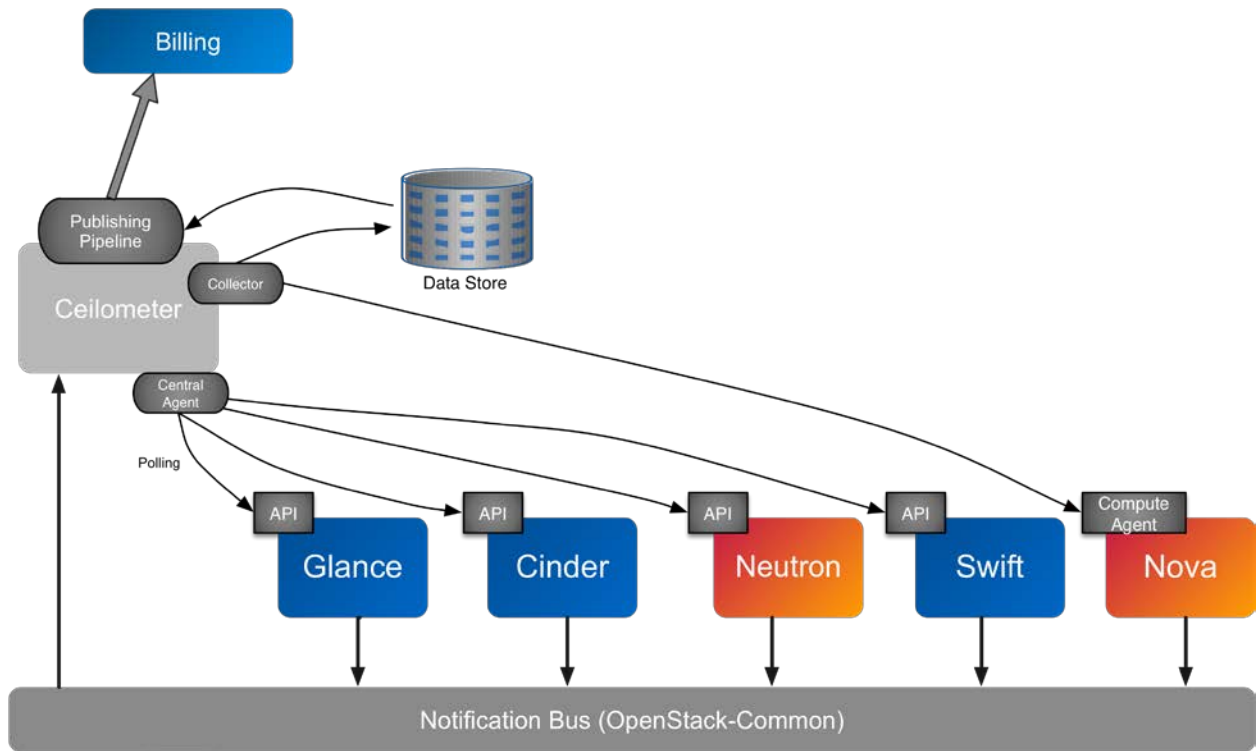 Billing
Publishing
Pipeline
Collector
Data Store
Ceilometer
Central
Agent
Polling
API
API
API
API
Compute
Agent
Glance
Cinder
Neutron
Swift
Nova
Notification Bus (OpenStack-Common)